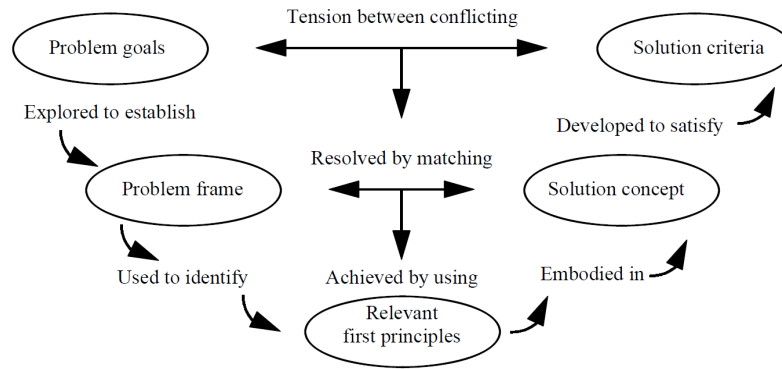 Tension between conflicting
Problem goals
Solution criteria
Explored to establish
Developed to satisfy
Resolved by matching
Problem frame
Solution concept
Used to identify
Achieved by using
Embodied in
Relevant
first principles